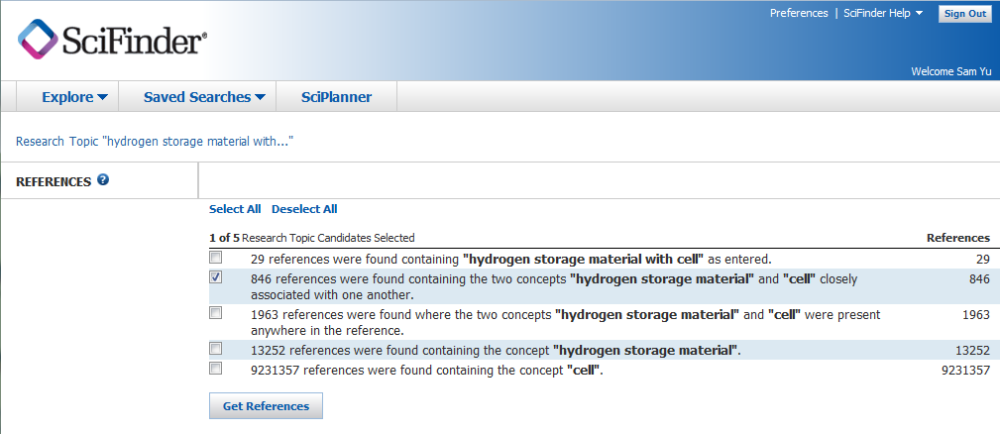 Preferences | SciFinder Help Sign Out
SciFinder®
Welcome Sam Yu
Explore Saved Searches SciPlanner
Research Topic "hydrogen storage material with..."
REFERENCES ?
Select All Deselect All
1 of 5 Research Topic Candidates Selected References
29 references were found containing "hydrogen storage material with cell" as entered. 29
846 references were found containing the two concepts "hydrogen storage material" and "cell" closely 846
associated with one another.
1963 references were found where the two concepts "hydrogen storage material" and "cell" were present 1963
anywhere in the reference.
13252 references were found containing the concept "hydrogen storage material". 13252
9231357 references were found containing the concept "cell". 9231357
Get References